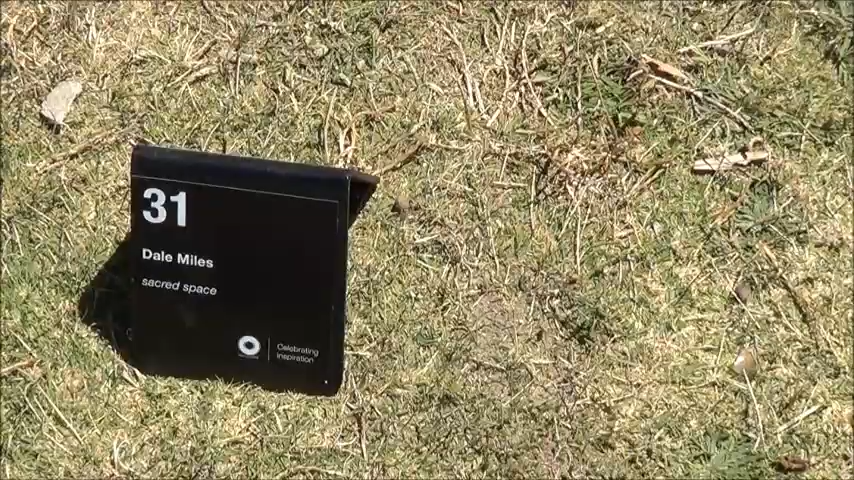 31
Dale Miles
sacred space
Celebrating
Inspiration